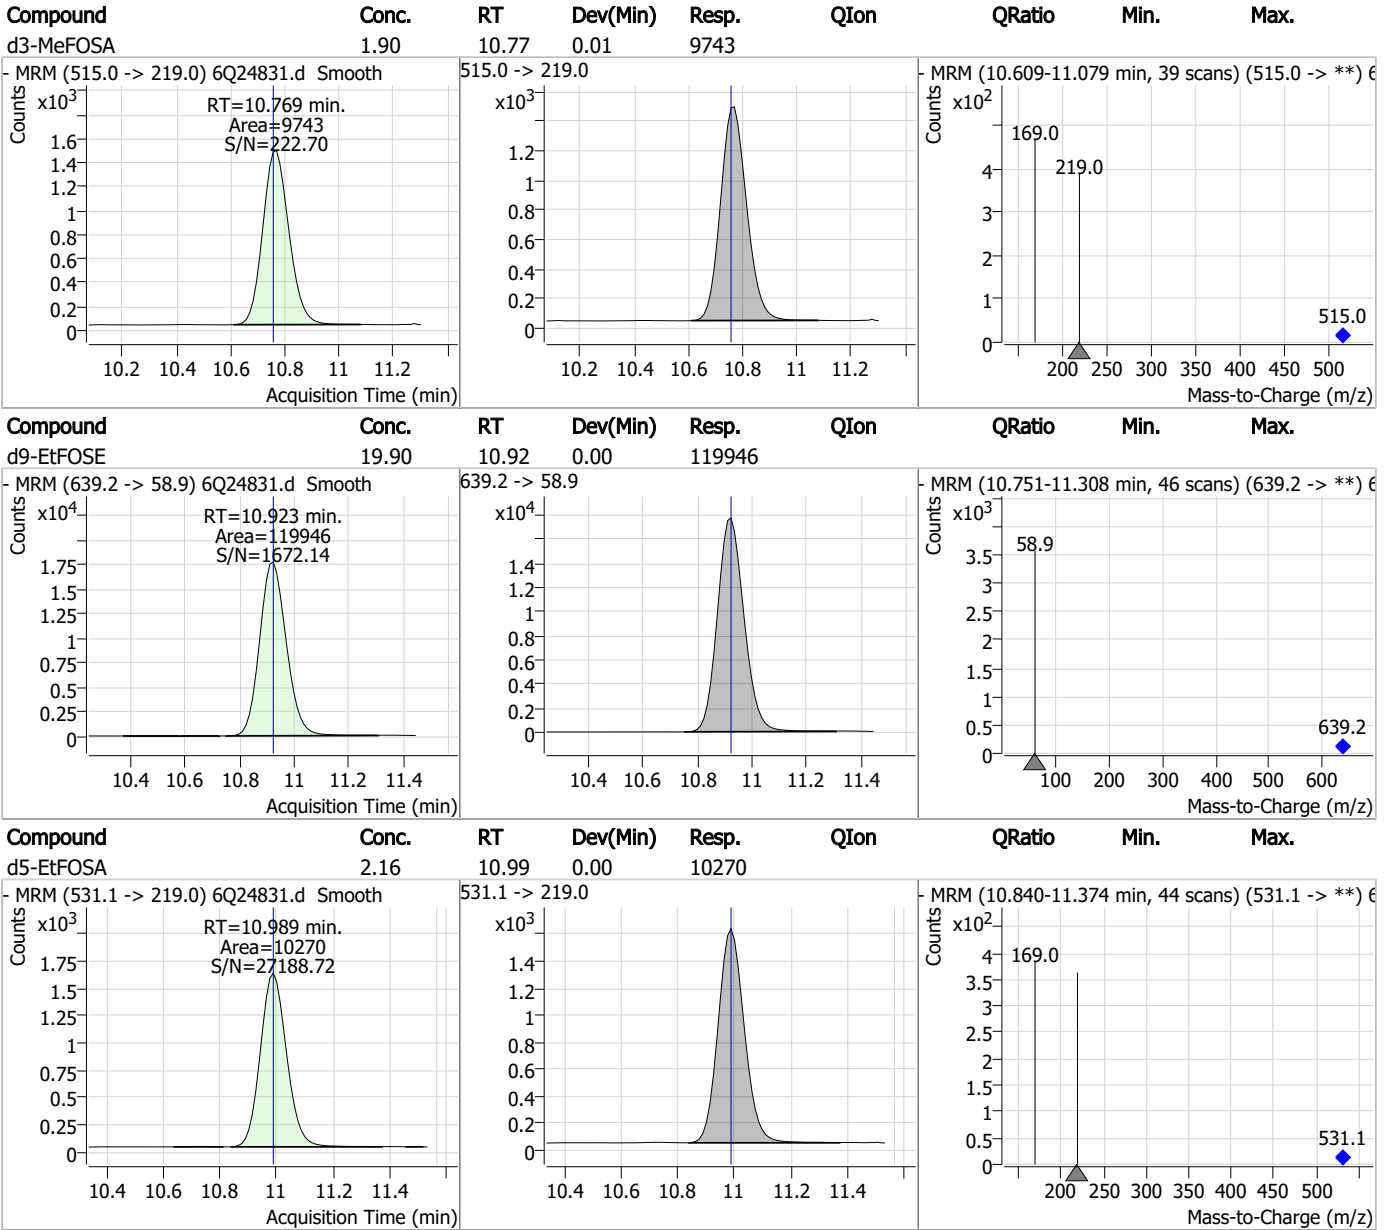 Compound Conc. RT Dev(Min) Resp. QIon QRatio Min. Max.
d3-MeFOSA 1.90 10.77 0.01 9743
- MRM (515.0 -> 219.0) 6Q24831.d Smooth
Counts
x10³
RT=10.769 min.
Area=9743
S/N=222.70
1.6
1.4
1.2
1
0.8
0.6
0.4
0.2
0
10.2 10.4 10.6 10.8 11 11.2
Acquisition Time (min)
515.0 -> 219.0
x10³
1.2
1
0.8
0.6
0.4
0.2
0
10.2 10.4 10.6 10.8 11 11.2
- MRM (10.609-11.079 min, 39 scans) (515.0 -> **) 6
Counts
x10²
169.0
219.0
515.0
4
3
2
1
0
200 250 300 350 400 450 500
Mass-to-Charge (m/z)
Compound Conc. RT Dev(Min) Resp. QIon QRatio Min. Max.
d9-EtFOSE 19.90 10.92 0.00 119946
- MRM (639.2 -> 58.9) 6Q24831.d Smooth
Counts
x10⁴
RT=10.923 min.
Area=119946
S/N=1672.14
1.75
1.5
1.25
1
0.75
0.5
0.25
0
10.4 10.6 10.8 11 11.2 11.4
Acquisition Time (min)
639.2 -> 58.9
x10⁴
1.4
1.2
1
0.8
0.6
0.4
0.2
0
10.4 10.6 10.8 11 11.2 11.4
- MRM (10.751-11.308 min, 46 scans) (639.2 -> **) 6
Counts
x10³
58.9
639.2
3.5
3
2.5
2
1.5
1
0.5
0
100 200 300 400 500 600
Mass-to-Charge (m/z)
Compound Conc. RT Dev(Min) Resp. QIon QRatio Min. Max.
d5-EtFOSA 2.16 10.99 0.00 10270
- MRM (531.1 -> 219.0) 6Q24831.d Smooth
Counts
x10³
RT=10.989 min.
Area=10270
S/N=27188.72
1.75
1.5
1.25
1
0.75
0.5
0.25
0
10.4 10.6 10.8 11 11.2 11.4
Acquisition Time (min)
531.1 -> 219.0
x10³
1.4
1.2
1
0.8
0.6
0.4
0.2
0
10.4 10.6 10.8 11 11.2 11.4
- MRM (10.840-11.374 min, 44 scans) (531.1 -> **) 6
Counts
x10²
169.0
531.1
4
3.5
3
2.5
2
1.5
1
0.5
0
200 250 300 350 400 450 500
Mass-to-Charge (m/z)